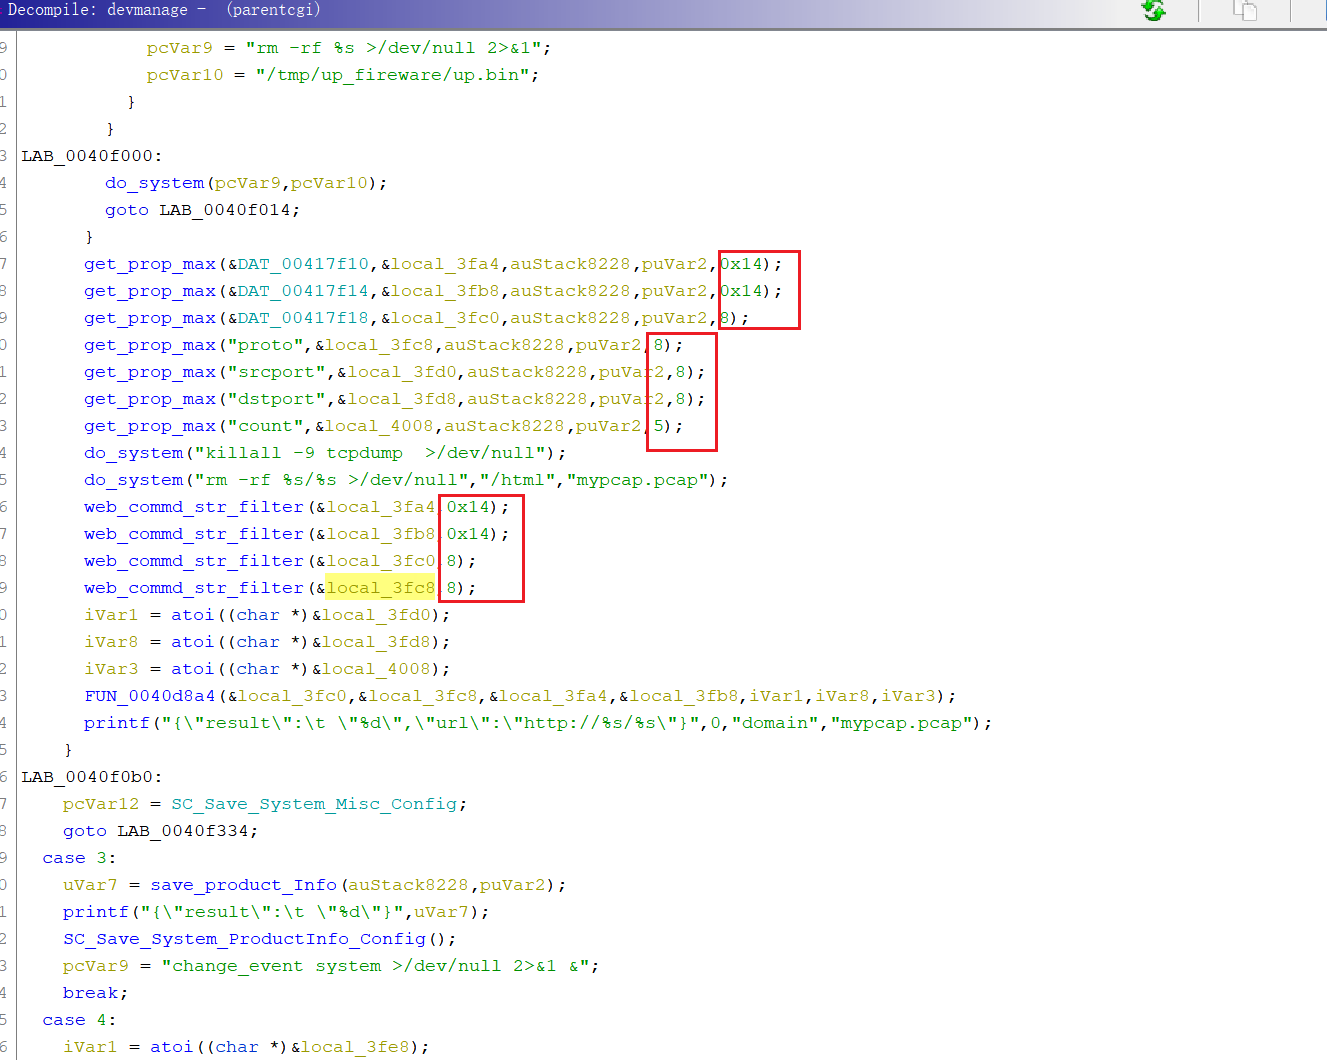 Decompile: devmanage - (parentcgi)
9 pcVar9 = "rm -rf %s >/dev/null 2>&1";
0 pcVar10 = "/tmp/up_fireware/up.bin";
1 }
2 }
3 LAB_0040f000:
4 do_system(pcVar9,pcVar10);
5 goto LAB_0040f014;
6 }
7 get_prop_max(&DAT_00417f10,&local_3fa4,auStack8228,puVar2,0x14);
8 get_prop_max(&DAT_00417f14,&local_3fb8,auStack8228,puVar2,0x14);
9 get_prop_max(&DAT_00417f18,&local_3fc0,auStack8228,puVar2,8);
0 get_prop_max("proto",&local_3fc8,auStack8228,puVar2,8);
1 get_prop_max("srcport",&local_3fd0,auStack8228,puVar2,8);
2 get_prop_max("dstport",&local_3fd8,auStack8228,puVar2,8);
3 get_prop_max("count",&local_4008,auStack8228,puVar2,5);
4 do_system("killall -9 tcpdump  >/dev/null");
5 do_system("rm -rf %s/%s >/dev/null","/html","mypcap.pcap");
6 web_commd_str_filter(&local_3fa4,0x14);
7 web_commd_str_filter(&local_3fb8,0x14);
8 web_commd_str_filter(&local_3fc0,8);
9 web_commd_str_filter(&local_3fc8,8);
0 iVar1 = atoi((char *)&local_3fd0);
1 iVar8 = atoi((char *)&local_3fd8);
2 iVar3 = atoi((char *)&local_4008);
3 FUN_0040d8a4(&local_3fc0,&local_3fc8,&local_3fa4,&local_3fb8,iVar1,iVar8,iVar3);
4 printf("{\"result\":\t \"%d\",\"url\":\"http://%s/%s\"}",0,"domain","mypcap.pcap");
5 }
6 LAB_0040f0b0:
7 pcVar12 = SC_Save_System_Misc_Config;
8 goto LAB_0040f334;
9 case 3:
0 uVar7 = save_product_Info(auStack8228,puVar2);
1 printf("{\"result\":\t \"%d\"}",uVar7);
2 SC_Save_System_ProductInfo_Config();
3 pcVar9 = "change_event system >/dev/null 2>&1 &";
4 break;
5 case 4:
6 iVar1 = atoi((char *)&local_3fe8);